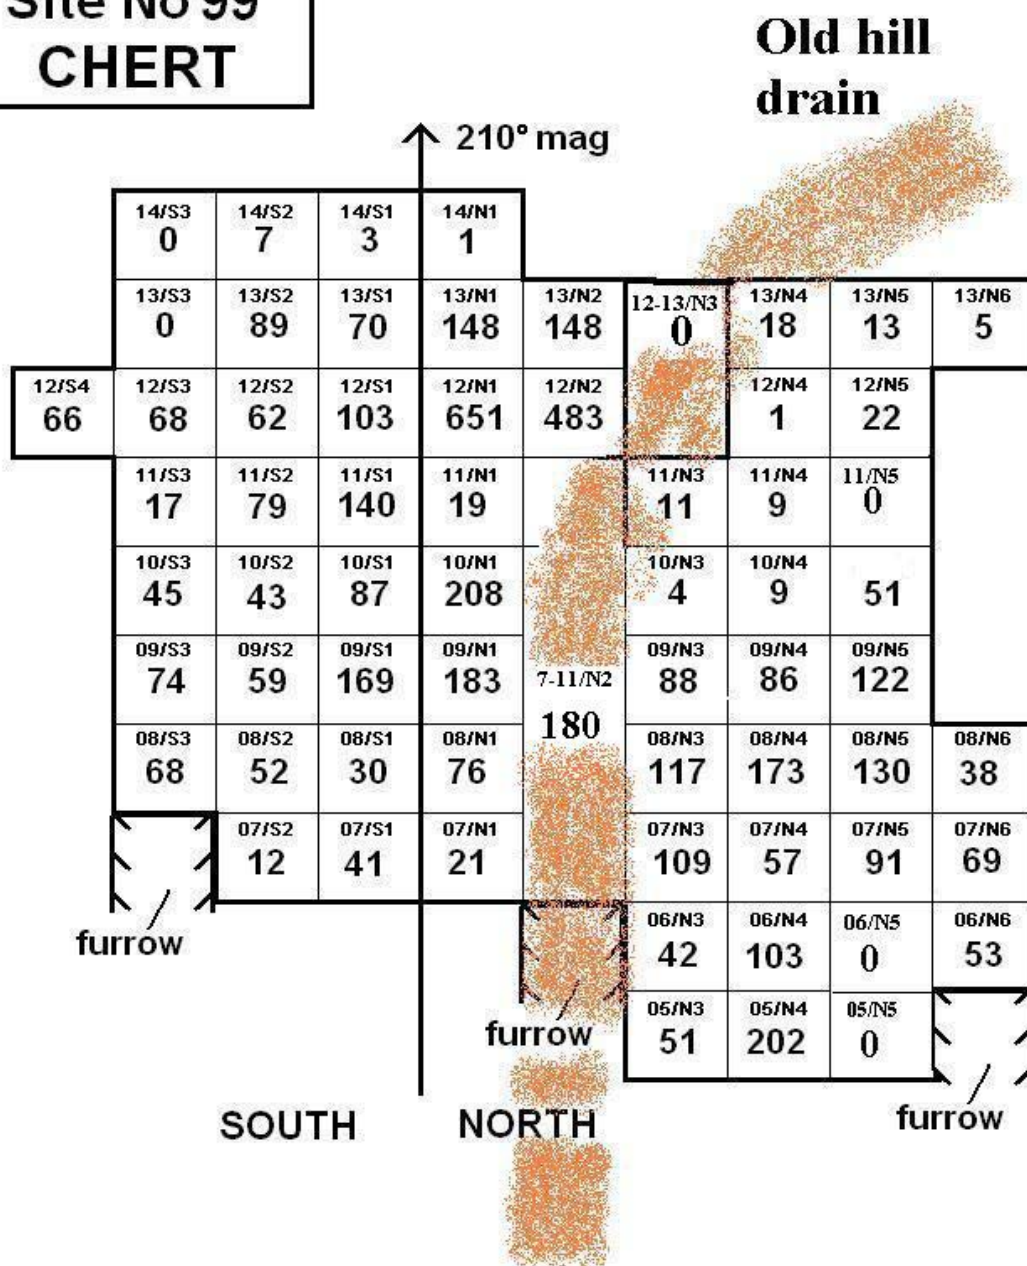 Site No 99
CHERT
Old hill
drain
210° mag
14/S3 14/S2 14/S1 14/N1
0 7 3 1
13/S3 13/S2 13/S1 13/N1 13/N2 12-13/N3 13/N4 13/N5 13/N6
0 89 70 148 148 0 18 13 5
12/S4 12/S3 12/S2 12/S1 12/N1 12/N2 12/N4 12/N5
66 68 62 103 651 483 1 22
11/S3 11/S2 11/S1 11/N1 11/N3 11/N4 11/N5
17 79 140 19 11 9 0
10/S3 10/S2 10/S1 10/N1 10/N3 10/N4
45 43 87 208 4 9 51
09/S3 09/S2 09/S1 09/N1 7-11/N2 09/N3 09/N4 09/N5
74 59 169 183 180 88 86 122
08/S3 08/S2 08/S1 08/N1 08/N3 08/N4 08/N5 08/N6
68 52 30 76 117 173 130 38
07/S2 07/S1 07/N1 07/N3 07/N4 07/N5 07/N6
12 41 21 109 57 91 69
furrow
06/N3 06/N4 06/N5 06/N6
42 103 0 53
furrow
05/N3 05/N4 05/N5
51 202 0
furrow
SOUTH NORTH